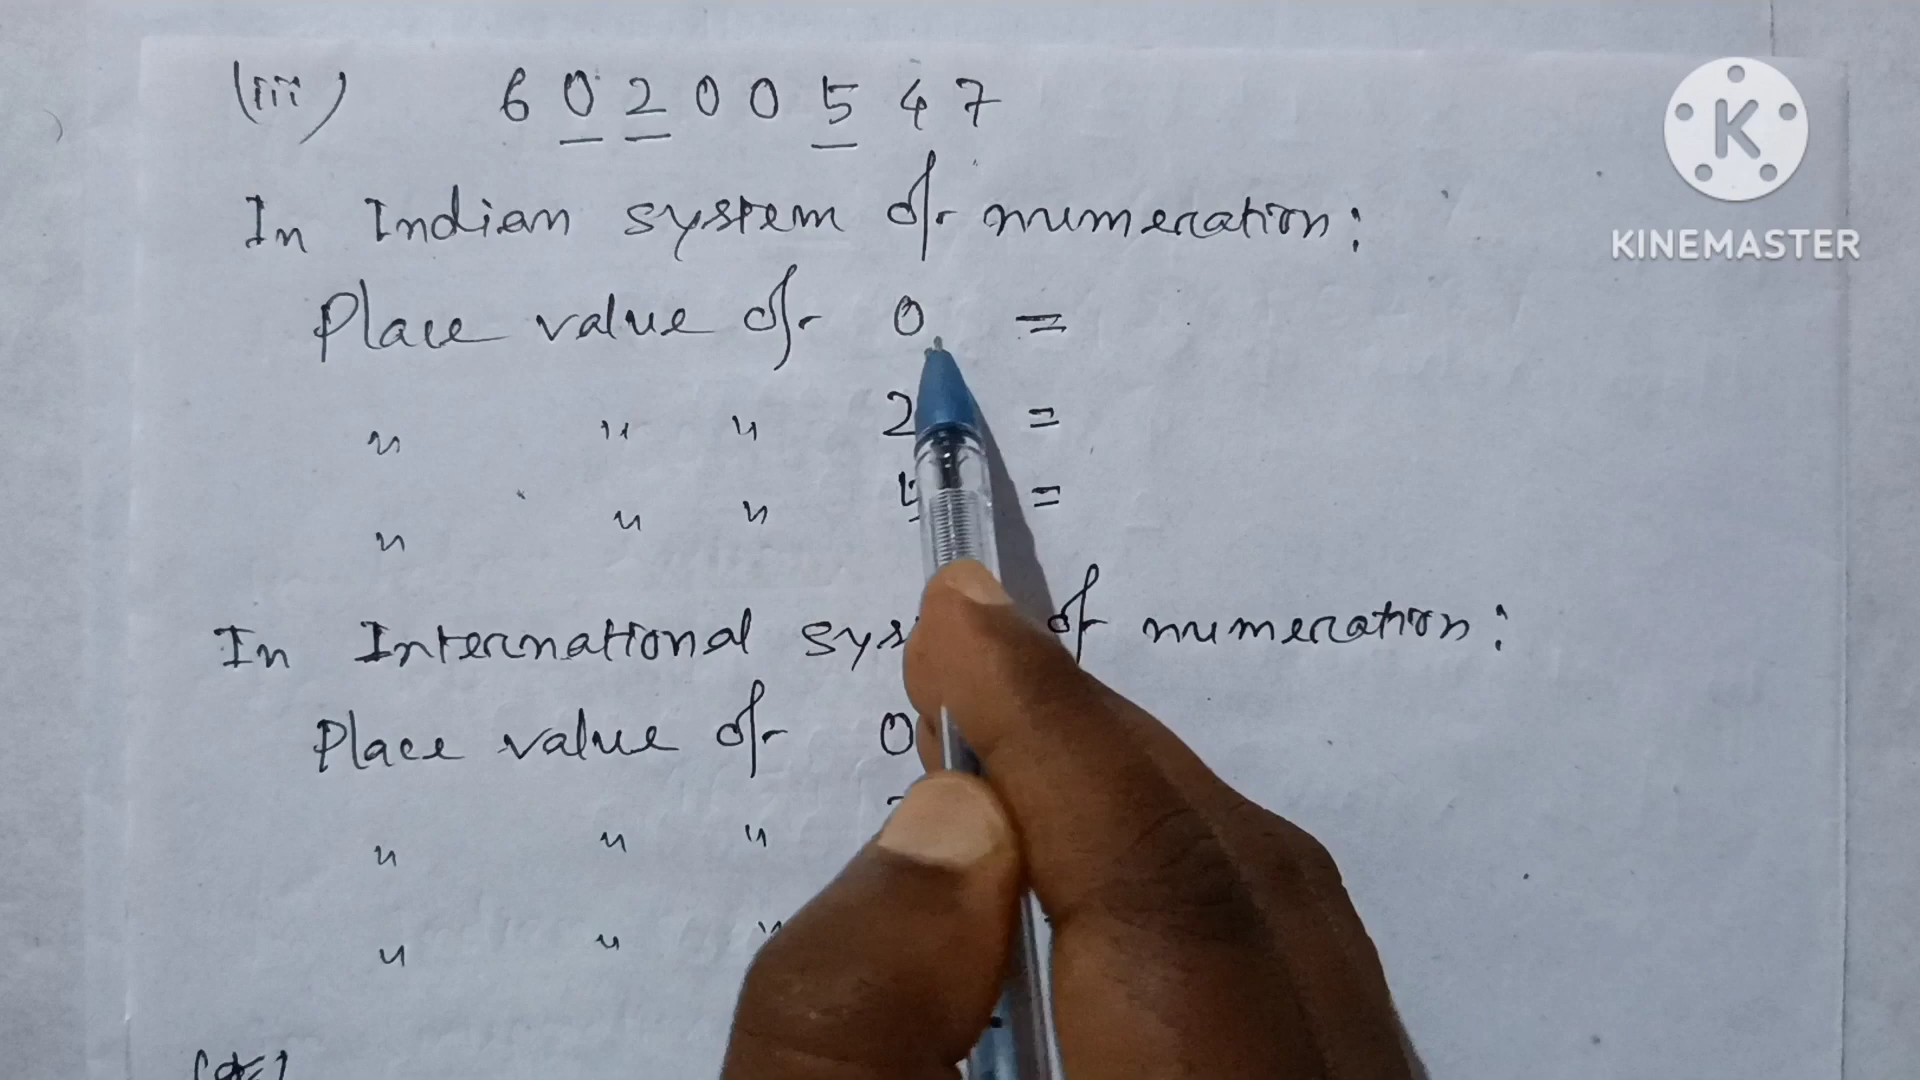 (iii) 6 0 2 0 0 5 4 7
K
KINEMASTER
In Indian system of numeration:
Place value of 0 =
" " " 2 =
" " " 5 =
In International of numeration:
Place value of 0
" " "
" " "